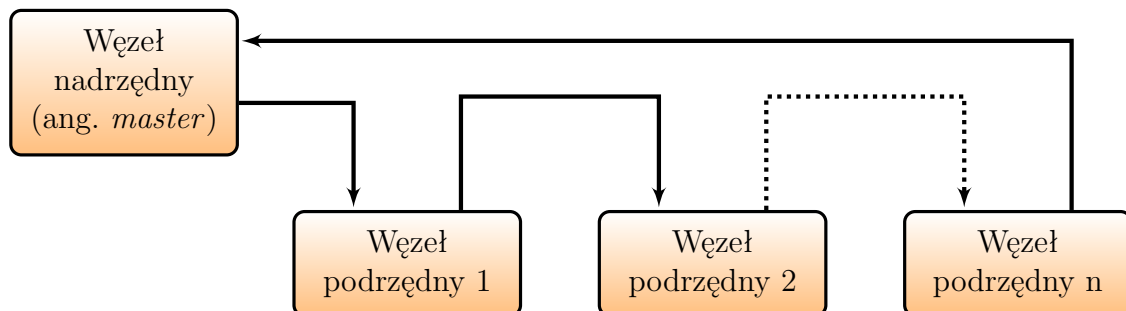 Węzeł
nadrzędny
(ang. master)
Węzeł
podrzędny 1
Węzeł
podrzędny 2
Węzeł
podrzędny n